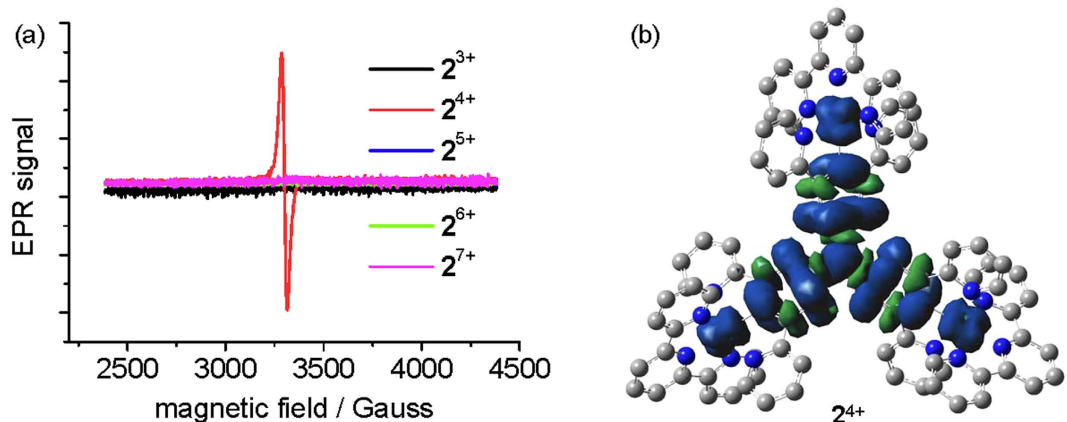 (a)
EPR signal
2³⁺
2⁴⁺
2⁵⁺
2⁶⁺
2⁷⁺
2500 3000 3500 4000 4500
magnetic field / Gauss
(b)
2⁴⁺